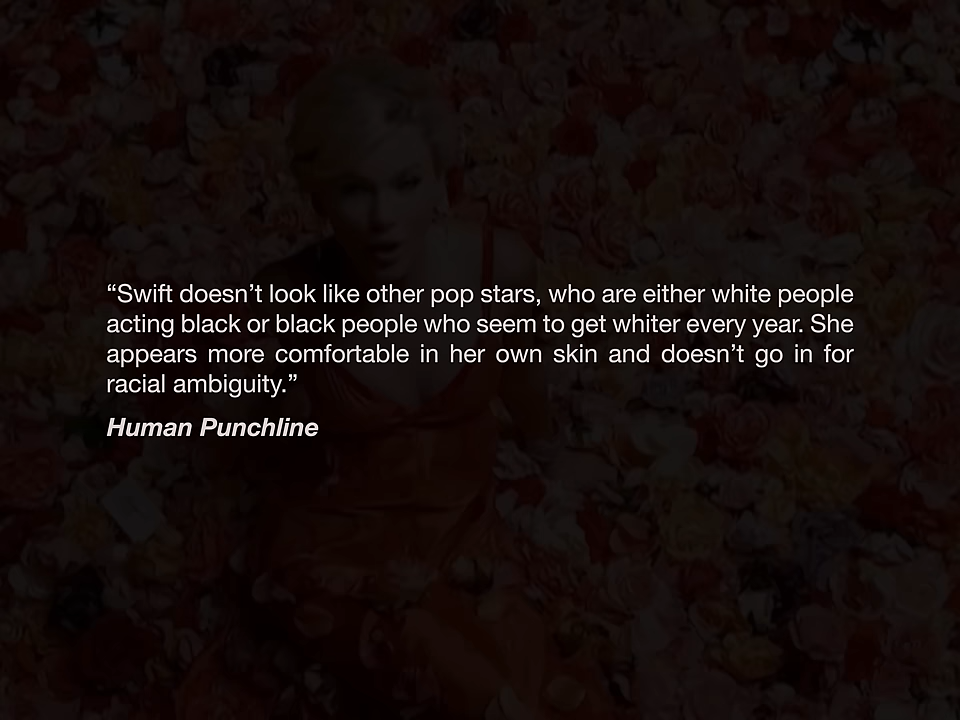 “Swift doesn’t look like other pop stars, who are either white people
acting black or black people who seem to get whiter every year. She
appears more comfortable in her own skin and doesn’t go in for
racial ambiguity.”
Human Punchline